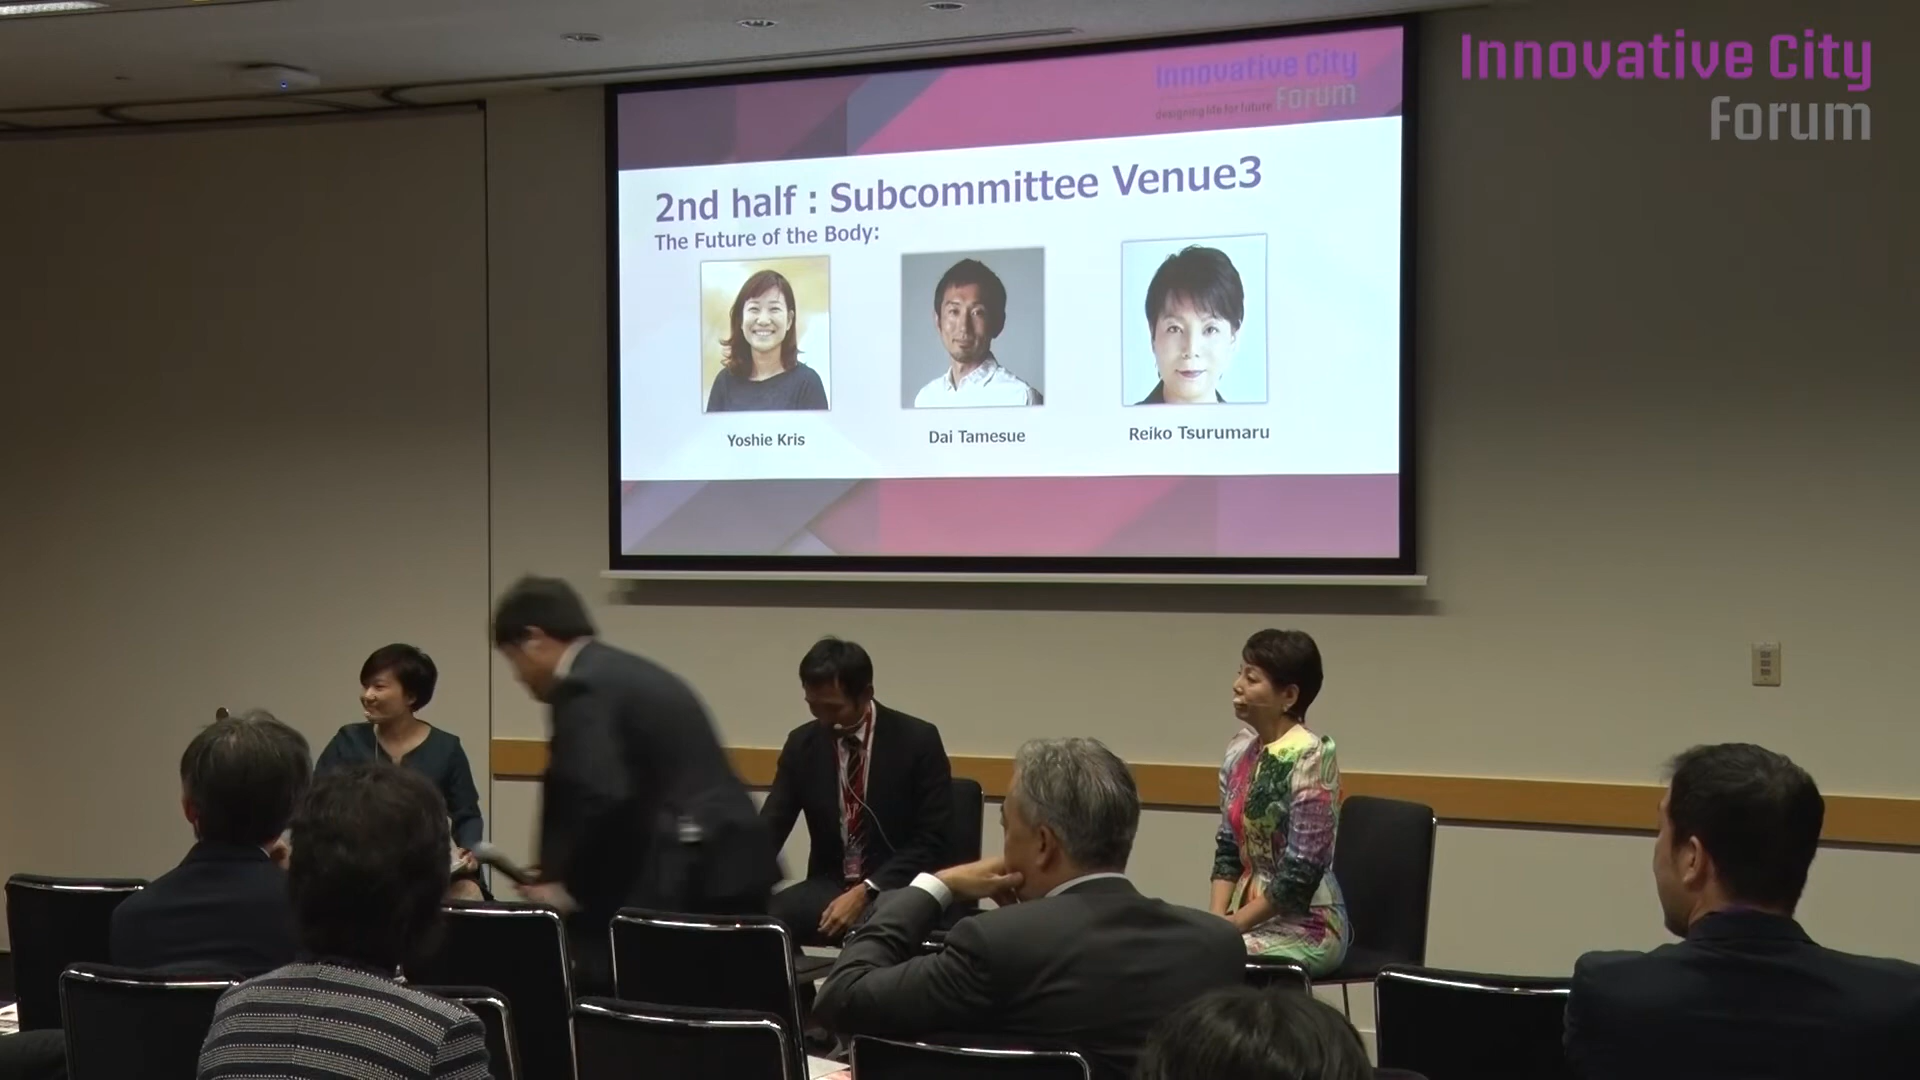 Innovative City
Forum
Innovative City
designing life for future Forum
2nd half : Subcommittee Venue3
The Future of the Body:
Yoshie Kris
Dai Tamesue
Reiko Tsurumaru